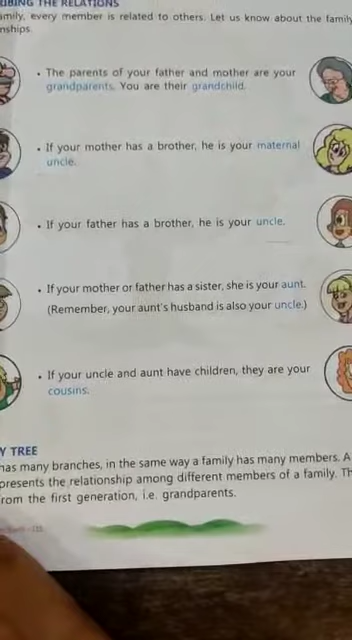 IBING THE RELATIONS
amily, every member is related to others. Let us know about the family
nships.
• The parents of your father and mother are your
grandparents. You are their grandchild.
• If your mother has a brother, he is your maternal
uncle.
• If your father has a brother, he is your uncle.
• If your mother or father has a sister, she is your aunt.
(Remember, your aunt's husband is also your uncle.)
• If your uncle and aunt have children, they are your
cousins.
Y TREE
has many branches, in the same way a family has many members. A
presents the relationship among different members of a family. Th
rom the first generation, i.e. grandparents.